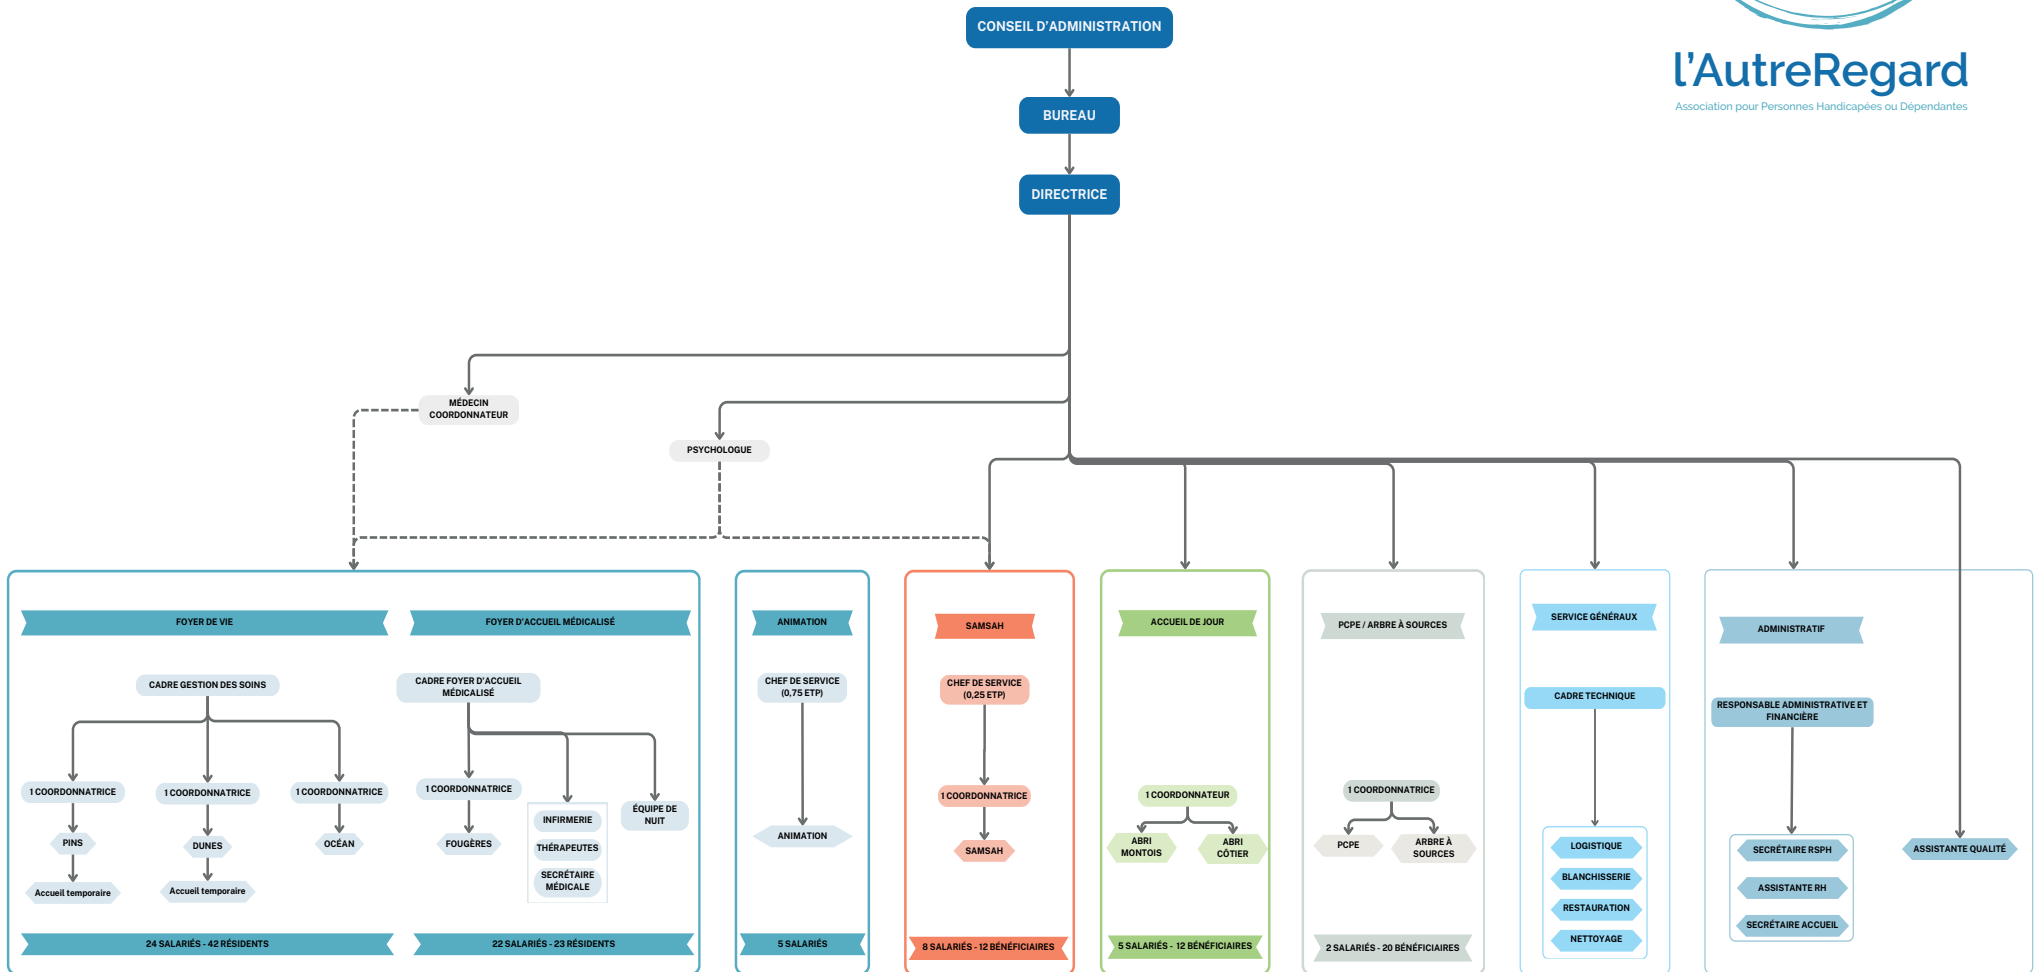 CONSEIL D'ADMINISTRATION
l'AutreRegard
Association pour Personnes Handicapées ou Dépendantes
BUREAU
DIRECTRICE
MÉDECIN
COORDONNATEUR
PSYCHOLOGUE
FOYER DE VIE
CADRE GESTION DES SOINS
1 COORDONNATRICE
PINS
Accueil temporaire
1 COORDONNATRICE
DUNES
Accueil temporaire
1 COORDONNATRICE
OCÉAN
24 SALARIÉS - 42 RÉSIDENTS
FOYER D'ACCUEIL MÉDICALISÉ
CADRE FOYER D'ACCUEIL
MÉDICALISÉ
1 COORDONNATRICE
FOUGÈRES
INFIRMERIE
THÉRAPEUTES
SECRÉTAIRE
MÉDICALE
ÉQUIPE DE
NUIT
22 SALARIÉS - 23 RÉSIDENTS
ANIMATION
CHEF DE SERVICE
(0,75 ETP)
ANIMATION
5 SALARIÉS
SAMSAH
CHEF DE SERVICE
(0,25 ETP)
1 COORDONNATRICE
SAMSAH
8 SALARIÉS - 12 BÉNÉFICIAIRES
ACCUEIL DE JOUR
1 COORDONNATEUR
ABRI
MONTOIS
ABRI
CÔTIER
5 SALARIÉS - 12 BÉNÉFICIAIRES
PCPE / ARBRE À SOURCES
1 COORDONNATRICE
PCPE
ARBRE À
SOURCES
2 SALARIÉS - 20 BÉNÉFICIAIRES
SERVICE GÉNÉRAUX
CADRE TECHNIQUE
LOGISTIQUE
BLANCHISSERIE
RESTAURATION
NETTOYAGE
ADMINISTRATIF
RESPONSABLE ADMINISTRATIVE ET
FINANCIÈRE
SECRÉTAIRE RSPH
ASSISTANTE RH
SECRÉTAIRE ACCUEIL
ASSISTANTE QUALITÉ